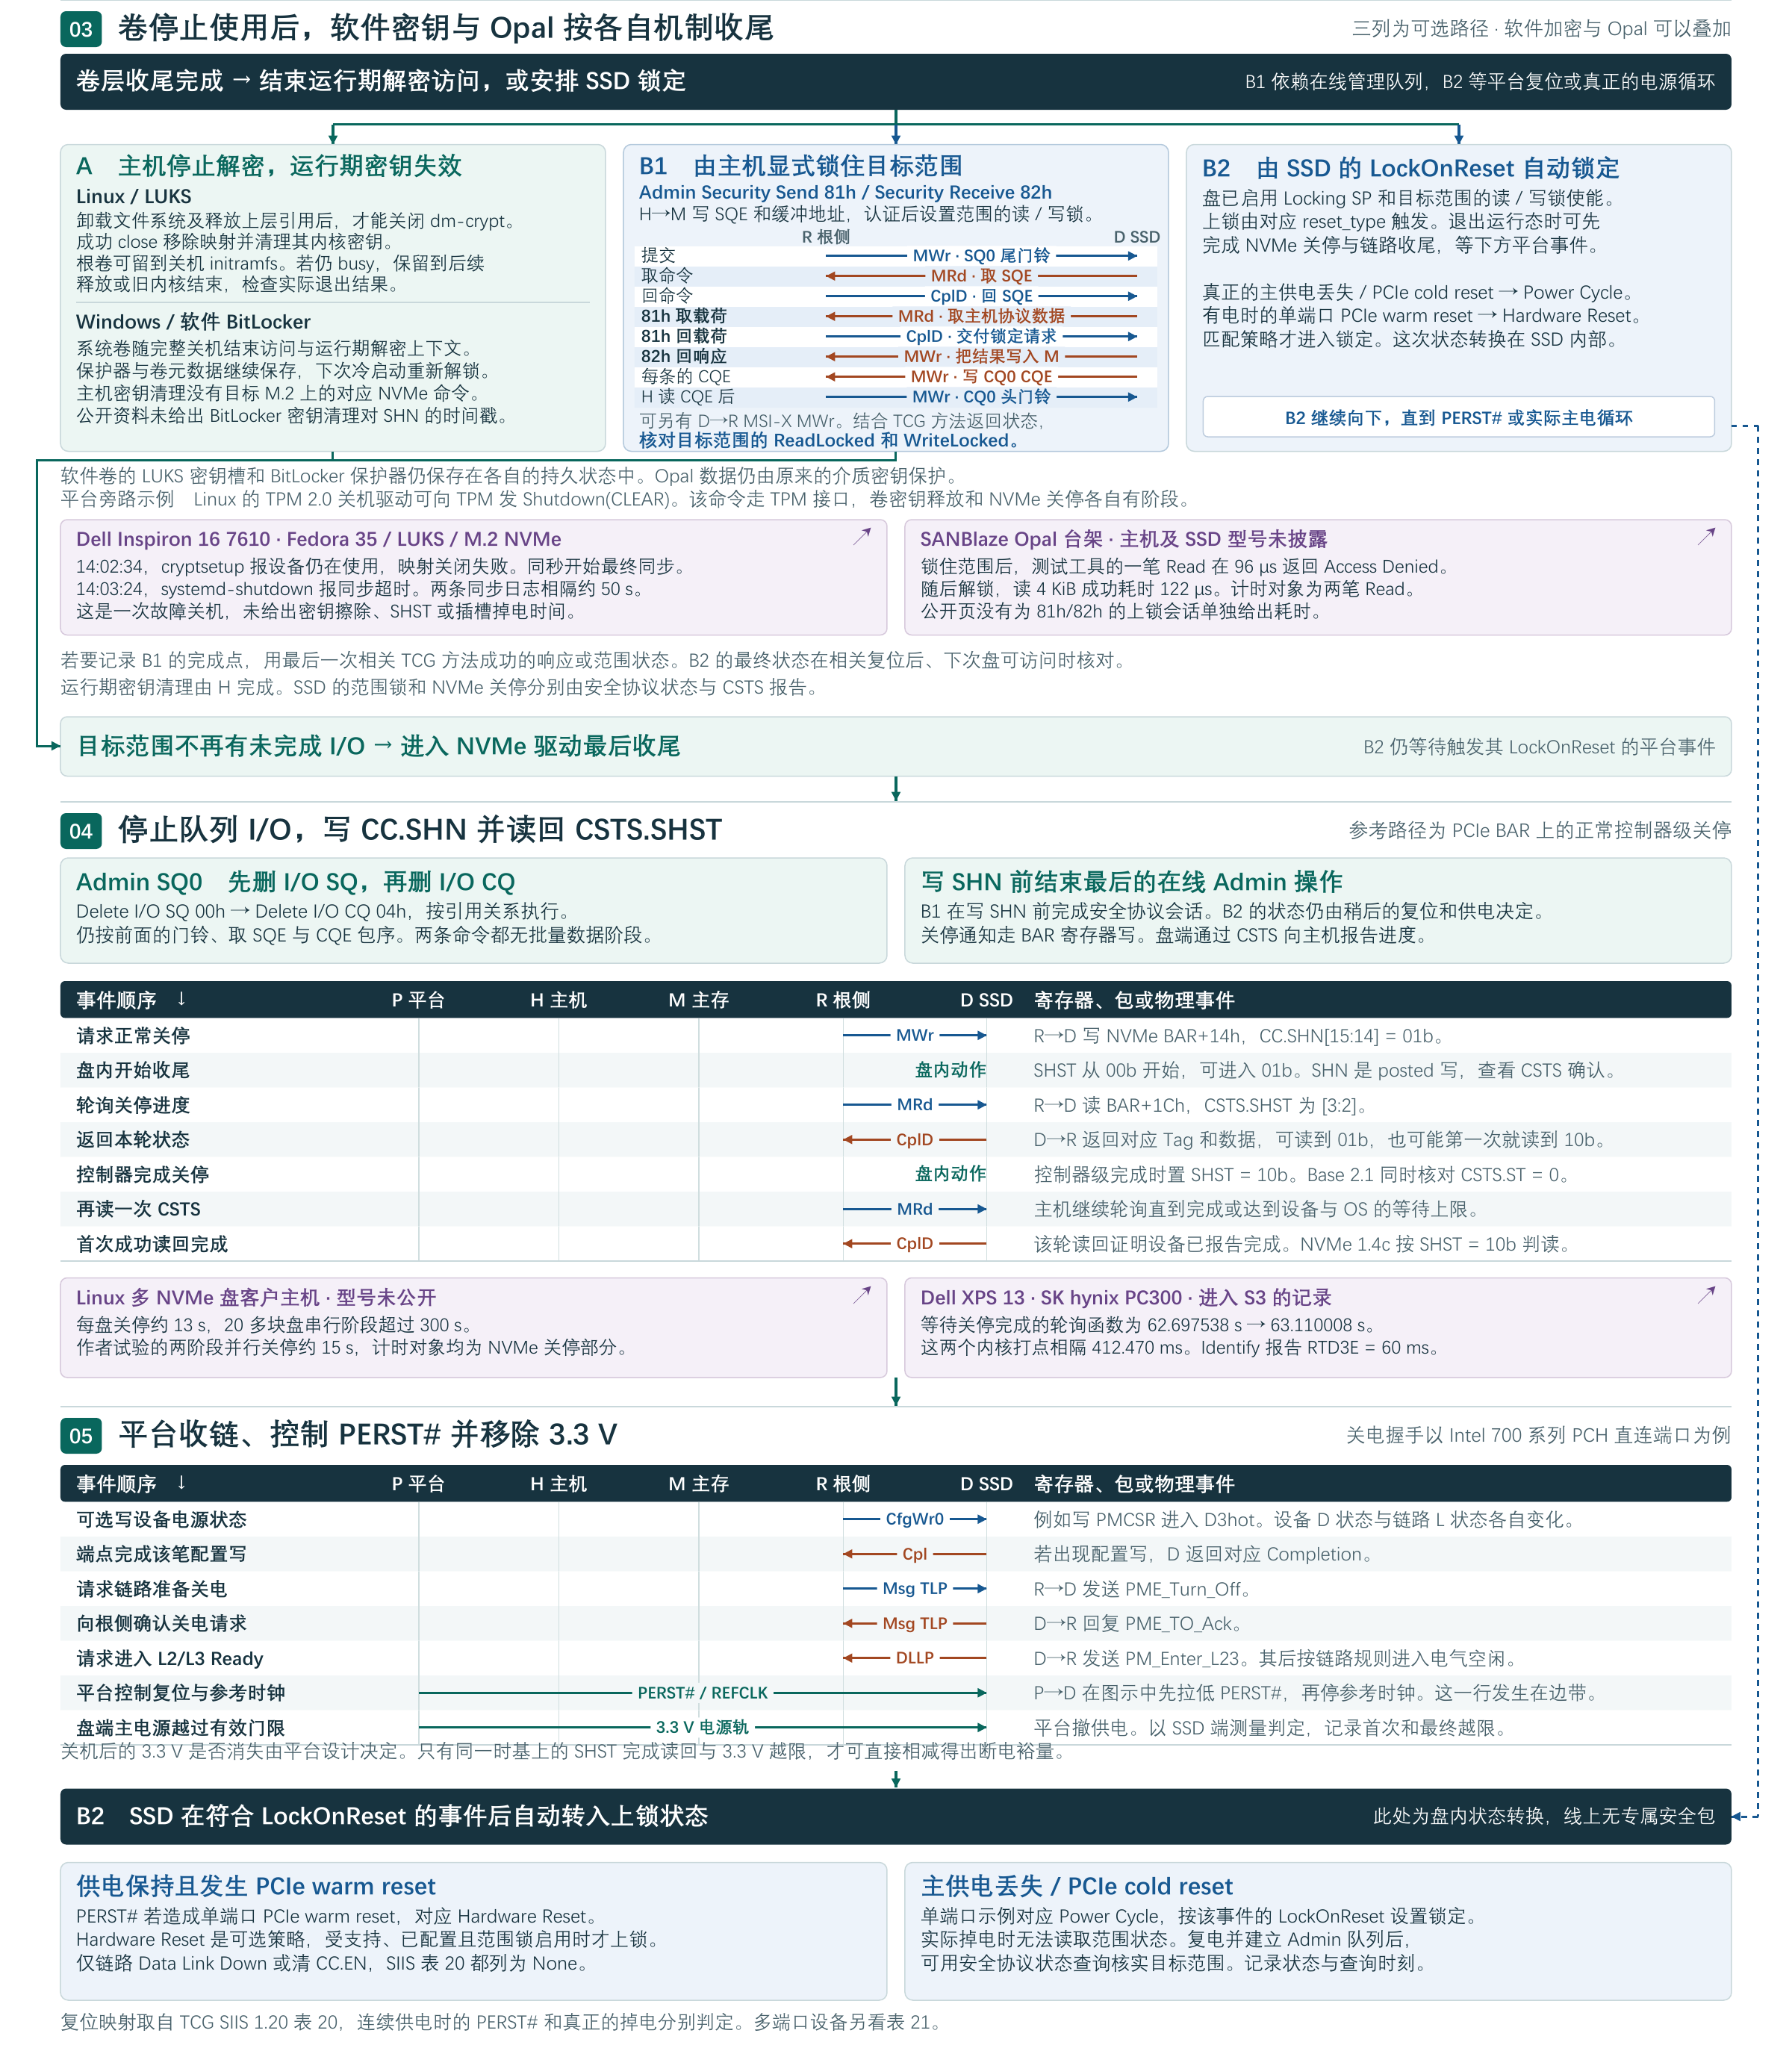 03 卷停止使用后，软件密钥与 Opal 按各自机制收尾
三列为可选路径 · 软件加密与 Opal 可以叠加
卷层收尾完成 → 结束运行期解密访问，或安排 SSD 锁定
B1 依赖在线管理队列，B2 等平台复位或真正的电源循环
A 主机停止解密，运行期密钥失效
Linux / LUKS
卸载文件系统及释放上层引用后，才能关闭 dm-crypt。
成功 close 移除映射并清理其内核密钥。
根卷可留到关机 initramfs。若仍 busy，保留到后续
释放或旧内核结束，检查实际退出结果。
Windows / 软件 BitLocker
系统卷随完整关机结束访问与运行期解密上下文。
保护器与卷元数据继续保存，下次冷启动重新解锁。
主机密钥清理没有目标 M.2 上的对应 NVMe 命令。
公开资料未给出 BitLocker 密钥清理对 SHN 的时间戳。
B1 由主机显式锁住目标范围
Admin Security Send 81h / Security Receive 82h
H→M 写 SQE 和缓冲地址，认证后设置范围的读 / 写锁。
R 根侧 D SSD
提交 MWr · SQ0 尾门铃
取命令 MRd · 取 SQE
回命令 CplD · 回 SQE
81h 取载荷 MRd · 取主机协议数据
81h 回载荷 CplD · 交付锁定请求
82h 回响应 MWr · 把结果写入 M
每条的 CQE MWr · 写 CQ0 CQE
H 读 CQE 后 MWr · CQ0 头门铃
可另有 D→R MSI-X MWr。结合 TCG 方法返回状态，
核对目标范围的 ReadLocked 和 WriteLocked。
B2 由 SSD 的 LockOnReset 自动锁定
盘已启用 Locking SP 和目标范围的读 / 写锁使能。
上锁由对应 reset_type 触发。退出运行态时可先
完成 NVMe 关停与链路收尾，等下方平台事件。
真正的主供电丢失 / PCIe cold reset → Power Cycle。
有电时的单端口 PCIe warm reset → Hardware Reset。
匹配策略才进入锁定。这次状态转换在 SSD 内部。
B2 继续向下，直到 PERST# 或实际主电循环
软件卷的 LUKS 密钥槽和 BitLocker 保护器仍保存在各自的持久状态中。Opal 数据仍由原来的介质密钥保护。
平台旁路示例 Linux 的 TPM 2.0 关机驱动可向 TPM 发 Shutdown(CLEAR)。该命令走 TPM 接口，卷密钥释放和 NVMe 关停各自有阶段。
Dell Inspiron 16 7610 · Fedora 35 / LUKS / M.2 NVMe ↗
14:02:34，cryptsetup 报设备仍在使用，映射关闭失败。同秒开始最终同步。
14:03:24，systemd-shutdown 报同步超时。两条同步日志相隔约 50 s。
这是一次故障关机，未给出密钥擦除、SHST 或插槽掉电时间。
SANBlaze Opal 台架 · 主机及 SSD 型号未披露 ↗
锁住范围后，测试工具的一笔 Read 在 96 μs 返回 Access Denied。
随后解锁，读 4 KiB 成功耗时 122 μs。计时对象为两笔 Read。
公开页没有为 81h/82h 的上锁会话单独给出耗时。
若要记录 B1 的完成点，用最后一次相关 TCG 方法成功的响应或范围状态。B2 的最终状态在相关复位后、下次盘可访问时核对。
运行期密钥清理由 H 完成。SSD 的范围锁和 NVMe 关停分别由安全协议状态与 CSTS 报告。
目标范围不再有未完成 I/O → 进入 NVMe 驱动最后收尾
B2 仍等待触发其 LockOnReset 的平台事件
04 停止队列 I/O，写 CC.SHN 并读回 CSTS.SHST
参考路径为 PCIe BAR 上的正常控制器级关停
Admin SQ0 先删 I/O SQ，再删 I/O CQ
Delete I/O SQ 00h → Delete I/O CQ 04h，按引用关系执行。
仍按前面的门铃、取 SQE 与 CQE 包序。两条命令都无批量数据阶段。
写 SHN 前结束最后的在线 Admin 操作
B1 在写 SHN 前完成安全协议会话。B2 的状态仍由稍后的复位和供电决定。
关停通知走 BAR 寄存器写。盘端通过 CSTS 向主机报告进度。
事件顺序 ↓ P 平台 H 主机 M 主存 R 根侧 D SSD 寄存器、包或物理事件
请求正常关停 MWr R→D 写 NVMe BAR+14h，CC.SHN[15:14] = 01b。
盘内开始收尾 盘内动作 SHST 从 00b 开始，可进入 01b。SHN 是 posted 写，查看 CSTS 确认。
轮询关停进度 MRd R→D 读 BAR+1Ch，CSTS.SHST 为 [3:2]。
返回本轮状态 CplD D→R 返回对应 Tag 和数据，可读到 01b，也可能第一次就读到 10b。
控制器完成关停 盘内动作 控制器级完成时置 SHST = 10b。Base 2.1 同时核对 CSTS.ST = 0。
再读一次 CSTS MRd 主机继续轮询直到完成或达到设备与 OS 的等待上限。
首次成功读回完成 CplD 该轮读回证明设备已报告完成。NVMe 1.4c 按 SHST = 10b 判读。
Linux 多 NVMe 盘客户主机 · 型号未公开 ↗
每盘关停约 13 s，20 多块盘串行阶段超过 300 s。
作者试验的两阶段并行关停约 15 s，计时对象均为 NVMe 关停部分。
Dell XPS 13 · SK hynix PC300 · 进入 S3 的记录 ↗
等待关停完成的轮询函数为 62.697538 s → 63.110008 s。
这两个内核打点相隔 412.470 ms。Identify 报告 RTD3E = 60 ms。
05 平台收链、控制 PERST# 并移除 3.3 V
关电握手以 Intel 700 系列 PCH 直连端口为例
事件顺序 ↓ P 平台 H 主机 M 主存 R 根侧 D SSD 寄存器、包或物理事件
可选写设备电源状态 CfgWr0 例如写 PMCSR 进入 D3hot。设备 D 状态与链路 L 状态各自变化。
端点完成该笔配置写 Cpl 若出现配置写，D 返回对应 Completion。
请求链路准备关电 Msg TLP R→D 发送 PME_Turn_Off。
向根侧确认关电请求 Msg TLP D→R 回复 PME_TO_Ack。
请求进入 L2/L3 Ready DLLP D→R 发送 PM_Enter_L23。其后按链路规则进入电气空闲。
平台控制复位与参考时钟 PERST# / REFCLK P→D 在图示中先拉低 PERST#，再停参考时钟。这一行发生在边带。
盘端主电源越过有效门限 3.3 V 电源轨 平台撤供电。以 SSD 端测量判定，记录首次和最终越限。
关机后的 3.3 V 是否消失由平台设计决定。只有同一时基上的 SHST 完成读回与 3.3 V 越限，才可直接相减得出断电裕量。
B2 SSD 在符合 LockOnReset 的事件后自动转入上锁状态
此处为盘内状态转换，线上无专属安全包
供电保持且发生 PCIe warm reset
PERST# 若造成单端口 PCIe warm reset，对应 Hardware Reset。
Hardware Reset 是可选策略，受支持、已配置且范围锁启用时才上锁。
仅链路 Data Link Down 或清 CC.EN，SIIS 表 20 都列为 None。
主供电丢失 / PCIe cold reset
单端口示例对应 Power Cycle，按该事件的 LockOnReset 设置锁定。
实际掉电时无法读取范围状态。复电并建立 Admin 队列后，
可用安全协议状态查询核实目标范围。记录状态与查询时刻。
复位映射取自 TCG SIIS 1.20 表 20，连续供电时的 PERST# 和真正的掉电分别判定。多端口设备另看表 21。